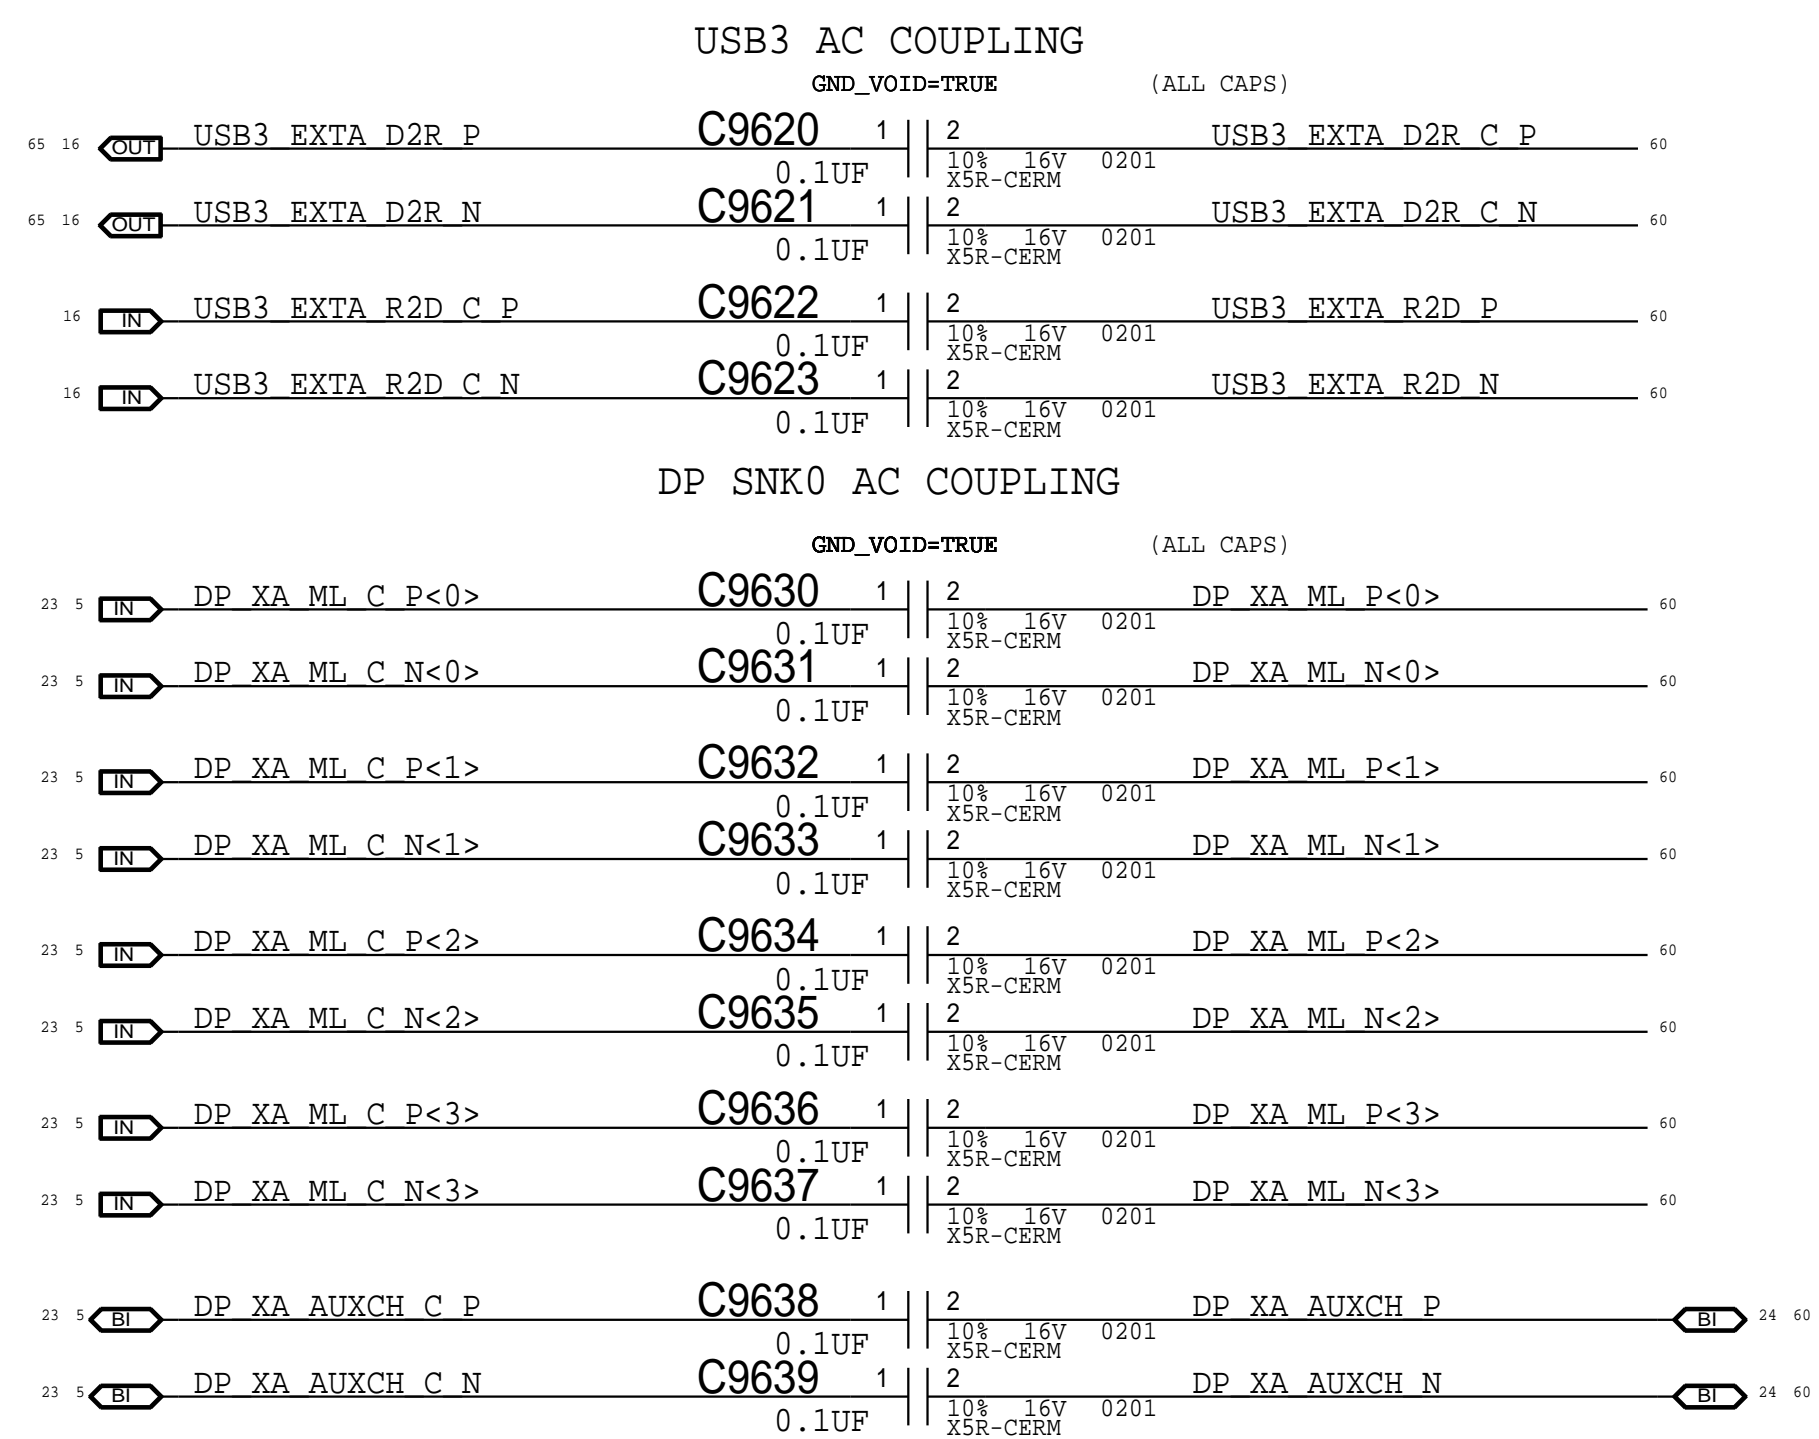 USB3 AC COUPLING
GND_VOID=TRUE (ALL CAPS)
65 16 OUT USB3_EXTA_D2R_P C9620 1 2 USB3_EXTA_D2R_C_P 60
0.1UF 10% 16V 0201
X5R-CERM
65 16 OUT USB3_EXTA_D2R_N C9621 1 2 USB3_EXTA_D2R_C_N 60
0.1UF 10% 16V 0201
X5R-CERM
16 IN USB3_EXTA_R2D_C_P C9622 1 2 USB3_EXTA_R2D_P 60
0.1UF 10% 16V 0201
X5R-CERM
16 IN USB3_EXTA_R2D_C_N C9623 1 2 USB3_EXTA_R2D_N 60
0.1UF 10% 16V 0201
X5R-CERM
DP SNK0 AC COUPLING
GND_VOID=TRUE (ALL CAPS)
23 5 IN DP_XA_ML_C_P<0> C9630 1 2 DP_XA_ML_P<0> 60
0.1UF 10% 16V 0201
X5R-CERM
23 5 IN DP_XA_ML_C_N<0> C9631 1 2 DP_XA_ML_N<0> 60
0.1UF 10% 16V 0201
X5R-CERM
23 5 IN DP_XA_ML_C_P<1> C9632 1 2 DP_XA_ML_P<1> 60
0.1UF 10% 16V 0201
X5R-CERM
23 5 IN DP_XA_ML_C_N<1> C9633 1 2 DP_XA_ML_N<1> 60
0.1UF 10% 16V 0201
X5R-CERM
23 5 IN DP_XA_ML_C_P<2> C9634 1 2 DP_XA_ML_P<2> 60
0.1UF 10% 16V 0201
X5R-CERM
23 5 IN DP_XA_ML_C_N<2> C9635 1 2 DP_XA_ML_N<2> 60
0.1UF 10% 16V 0201
X5R-CERM
23 5 IN DP_XA_ML_C_P<3> C9636 1 2 DP_XA_ML_P<3> 60
0.1UF 10% 16V 0201
X5R-CERM
23 5 IN DP_XA_ML_C_N<3> C9637 1 2 DP_XA_ML_N<3> 60
0.1UF 10% 16V 0201
X5R-CERM
23 5 BI DP_XA_AUXCH_C_P C9638 1 2 DP_XA_AUXCH_P BI 24 60
0.1UF 10% 16V 0201
X5R-CERM
23 5 BI DP_XA_AUXCH_C_N C9639 1 2 DP_XA_AUXCH_N BI 24 60
0.1UF 10% 16V 0201
X5R-CERM